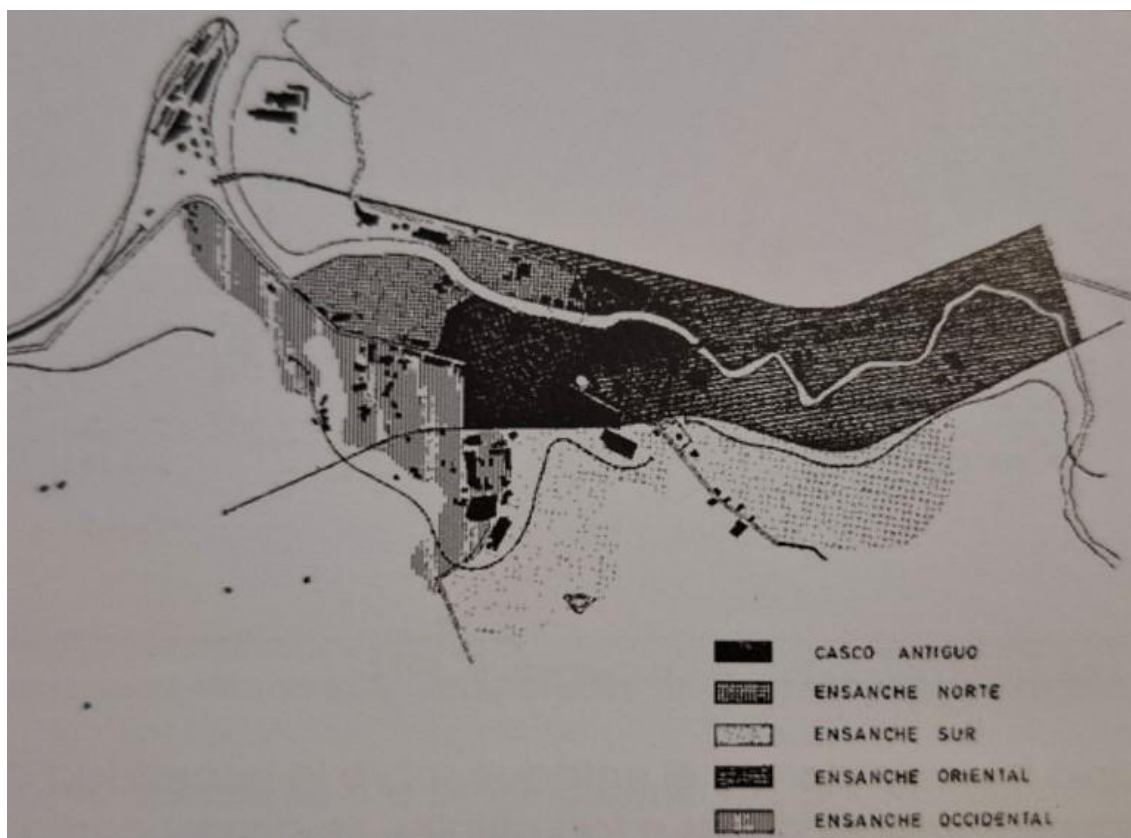 CASCO ANTIGUO
ENSANCHE NORTE
ENSANCHE SUR
ENSANCHE ORIENTAL
ENSANCHE OCCIDENTAL